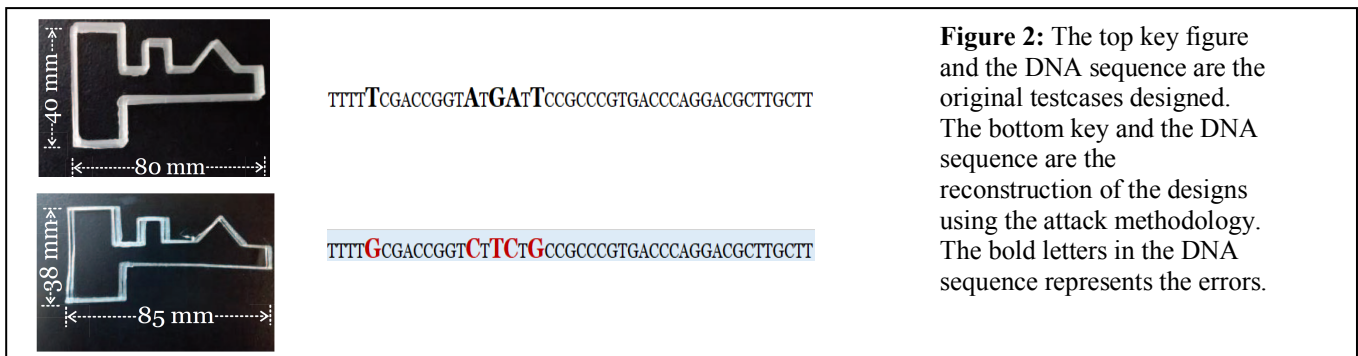 40 mm
80 mm
TTTTTCGACCGGTATGATTCCGCCCGTGACCCAGGACGCTTGCTT
38 mm
85 mm
TTTTGCGACCGGTCTTCTGCCGCCCGTGACCCAGGACGCTTGCTT
Figure 2: The top key figure
and the DNA sequence are the
original testcases designed.
The bottom key and the DNA
sequence are the
reconstruction of the designs
using the attack methodology.
The bold letters in the DNA
sequence represents the errors.